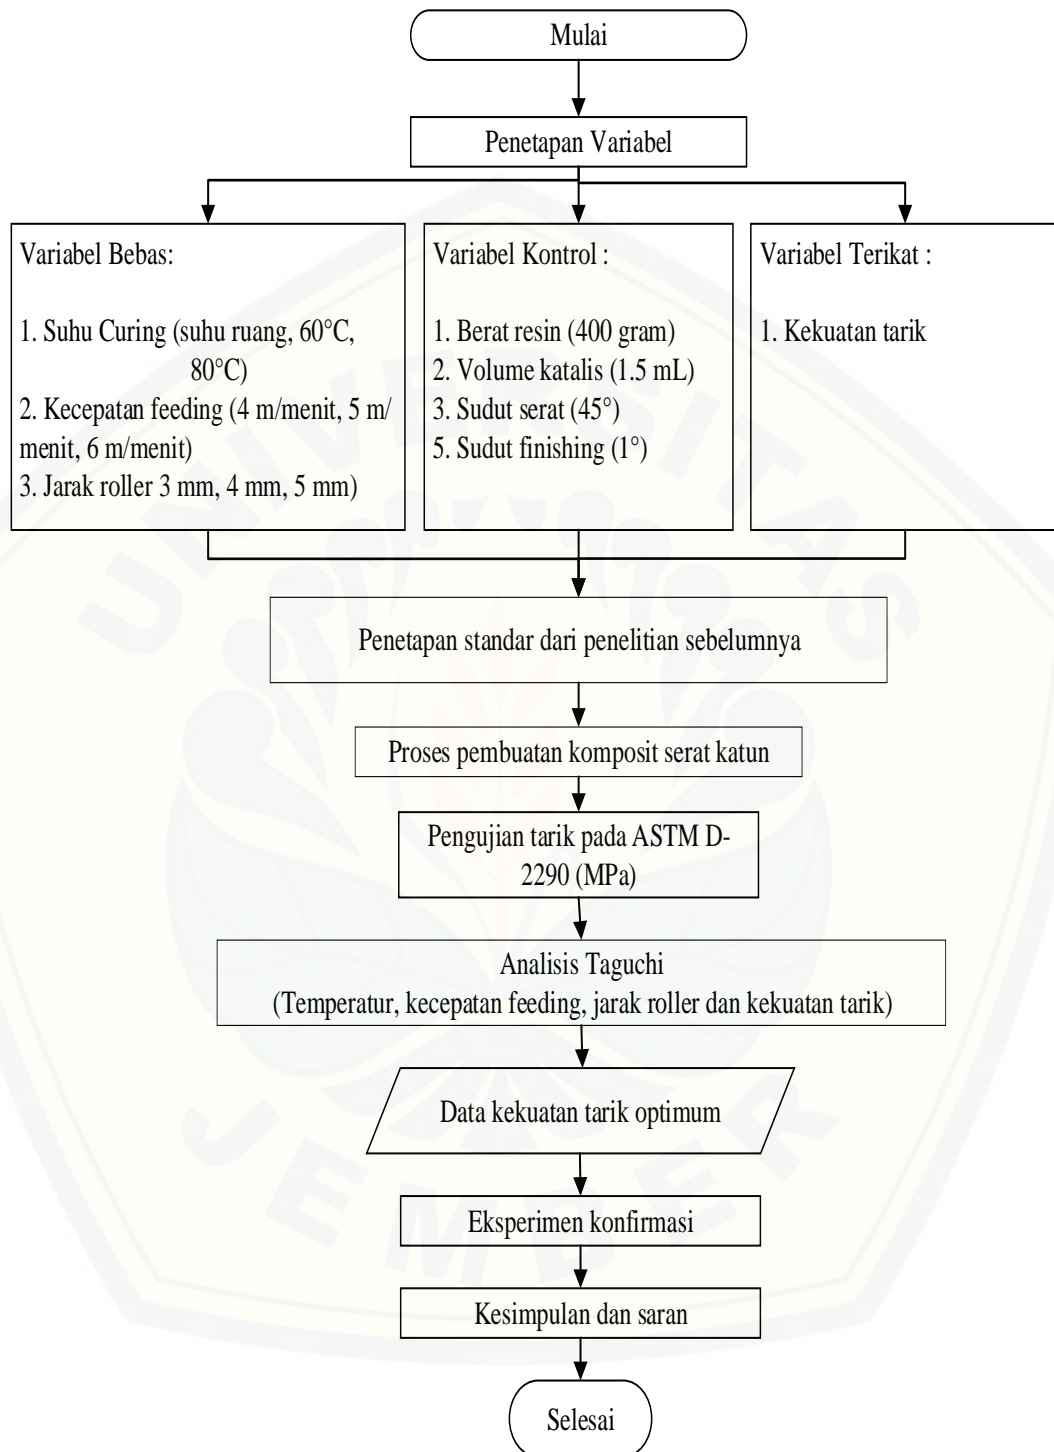 Mulai
Penetapan Variabel
Variabel Bebas:
1. Suhu Curing (suhu ruang, 60°C,
80°C)
2. Kecepatan feeding (4 m/menit, 5 m/
menit, 6 m/menit)
3. Jarak roller 3 mm, 4 mm, 5 mm)
Variabel Kontrol :
1. Berat resin (400 gram)
2. Volume katalis (1.5 mL)
3. Sudut serat (45°)
5. Sudut finishing (1°)
Variabel Terikat :
1. Kekuatan tarik
Penetapan standar dari penelitian sebelumnya
Proses pembuatan komposit serat katun
Pengujian tarik pada ASTM D-
2290 (MPa)
Analisis Taguchi
(Temperatur, kecepatan feeding, jarak roller dan kekuatan tarik)
Data kekuatan tarik optimum
Eksperimen konfirmasi
Kesimpulan dan saran
Selesai
UNIVERSITAS
JEMBER